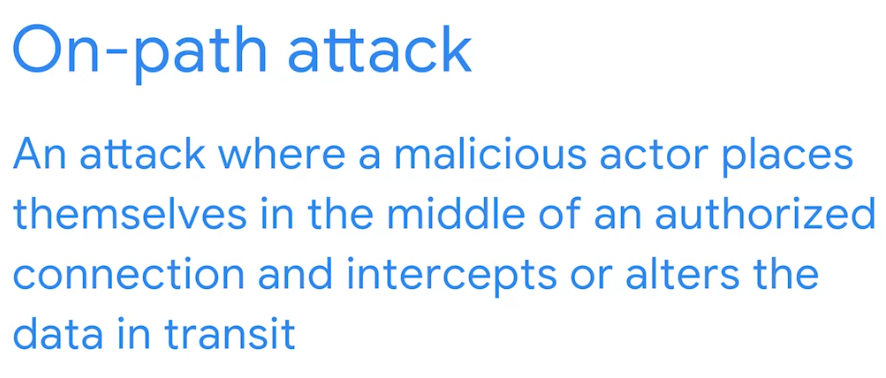 On-path attack
An attack where a malicious actor places
themselves in the middle of an authorized
connection and intercepts or alters the
data in transit